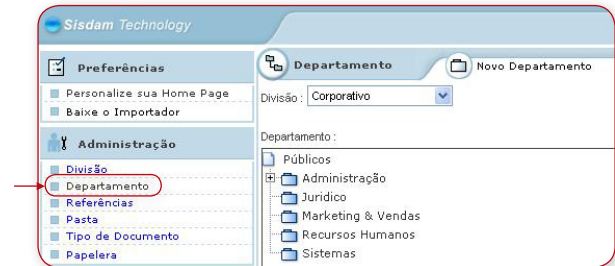 Sisdam Technology
Preferências
Personalize sua Home Page
Baixe o Importador
Administração
Divisão
Departamento
Referências
Pasta
Tipo de Documento
Papelera
Departamento
Novo Departamento
Divisão : Corporativo
Departamento :
Públicos
Administração
Juridico
Marketing & Vendas
Recursos Humanos
Sistemas